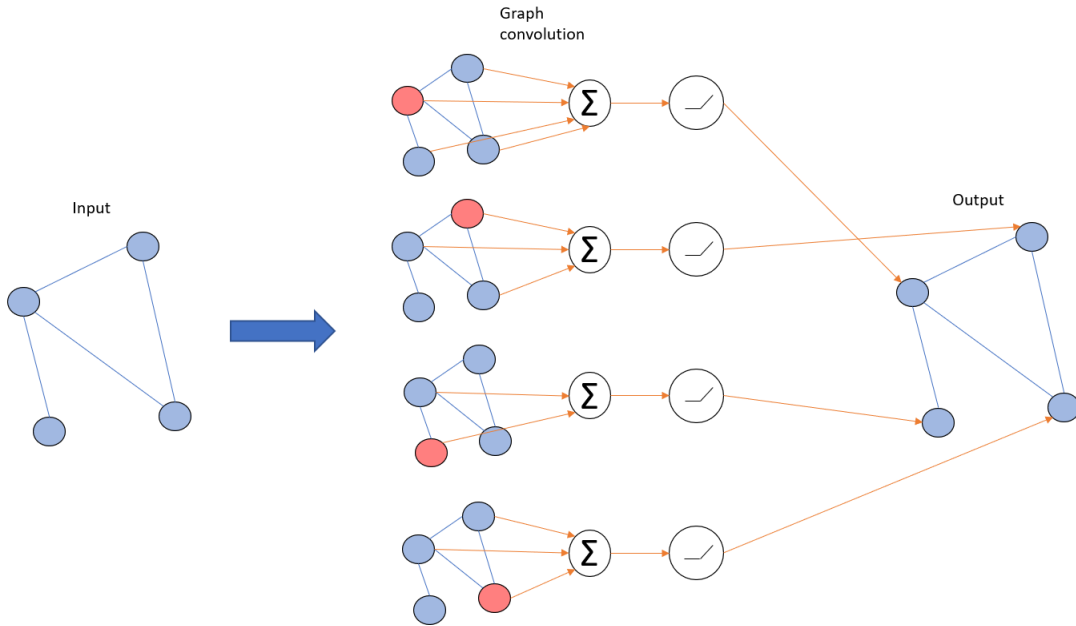 Graph
convolution
Σ
Input
Σ
Output
Σ
Σ